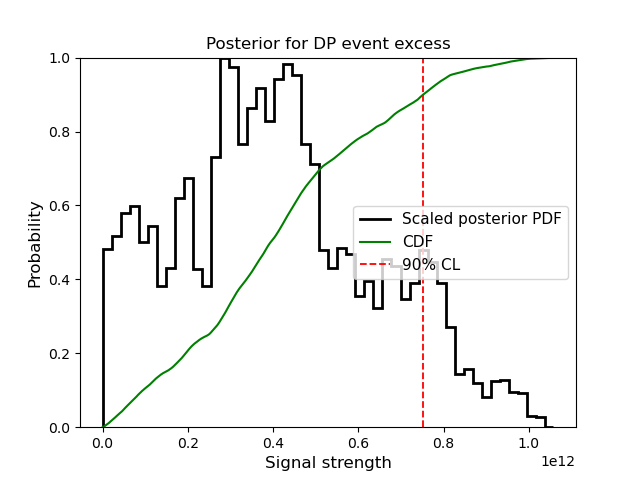 Posterior for DP event excess
Probability
1.0
0.8
0.6
0.4
0.2
0.0
Scaled posterior PDF
CDF
90% CL
0.0 0.2 0.4 0.6 0.8 1.0
1e12
Signal strength